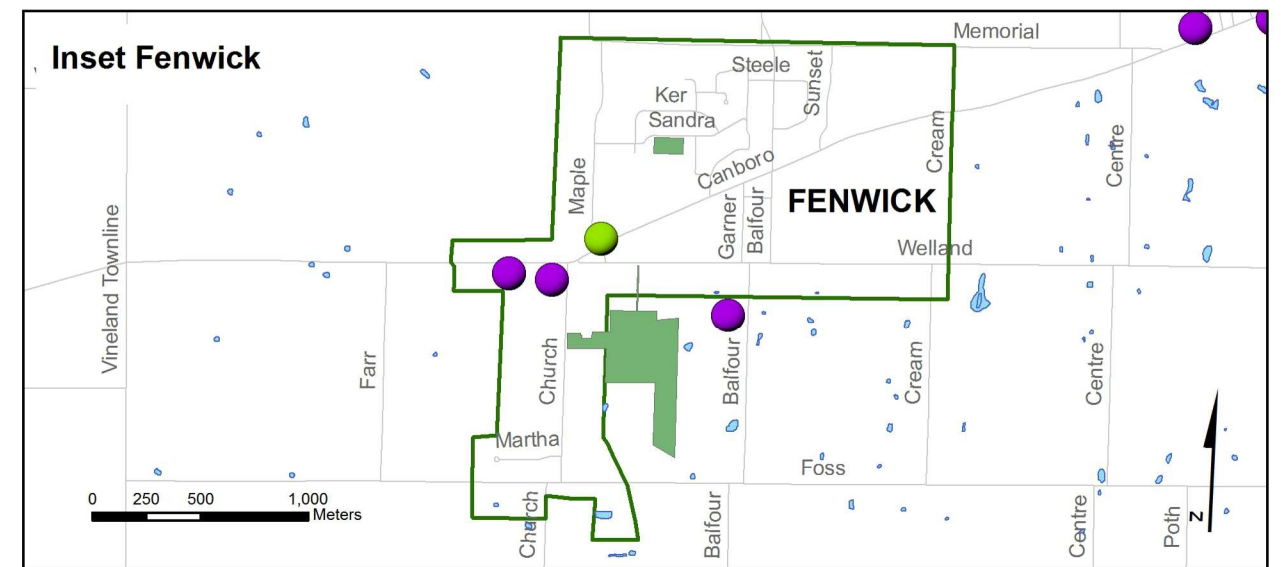 Inset Fenwick
Memorial
Steele
Sunset
Ker
Sandra
Cream
Centre
Canboro
Maple
FENWICK
Garner
Balfour
Vineland Townline
Welland
Farr
Church
Balfour
Cream
Centre
Martha
Foss
0 250 500 1,000
Meters
Church
Balfour
Centre
Poth
N